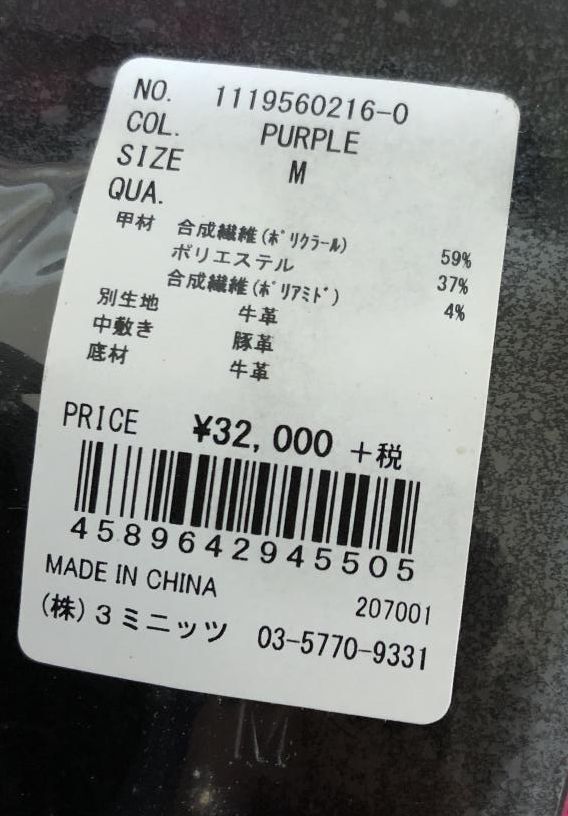 NO. 1119560216-0
COL. PURPLE
SIZE M
QUA.
甲材 合成繊維(ﾎﾟﾘｸﾗｰﾙ) 59%
ポリエステル 37%
合成繊維(ﾎﾟﾘｱﾐﾄﾞ) 4%
別生地 牛革
中敷き 豚革
底材 牛革
PRICE ¥32,000 +税
4589642945505
MADE IN CHINA 207001
(株)3ミニッツ 03-5770-9331
M